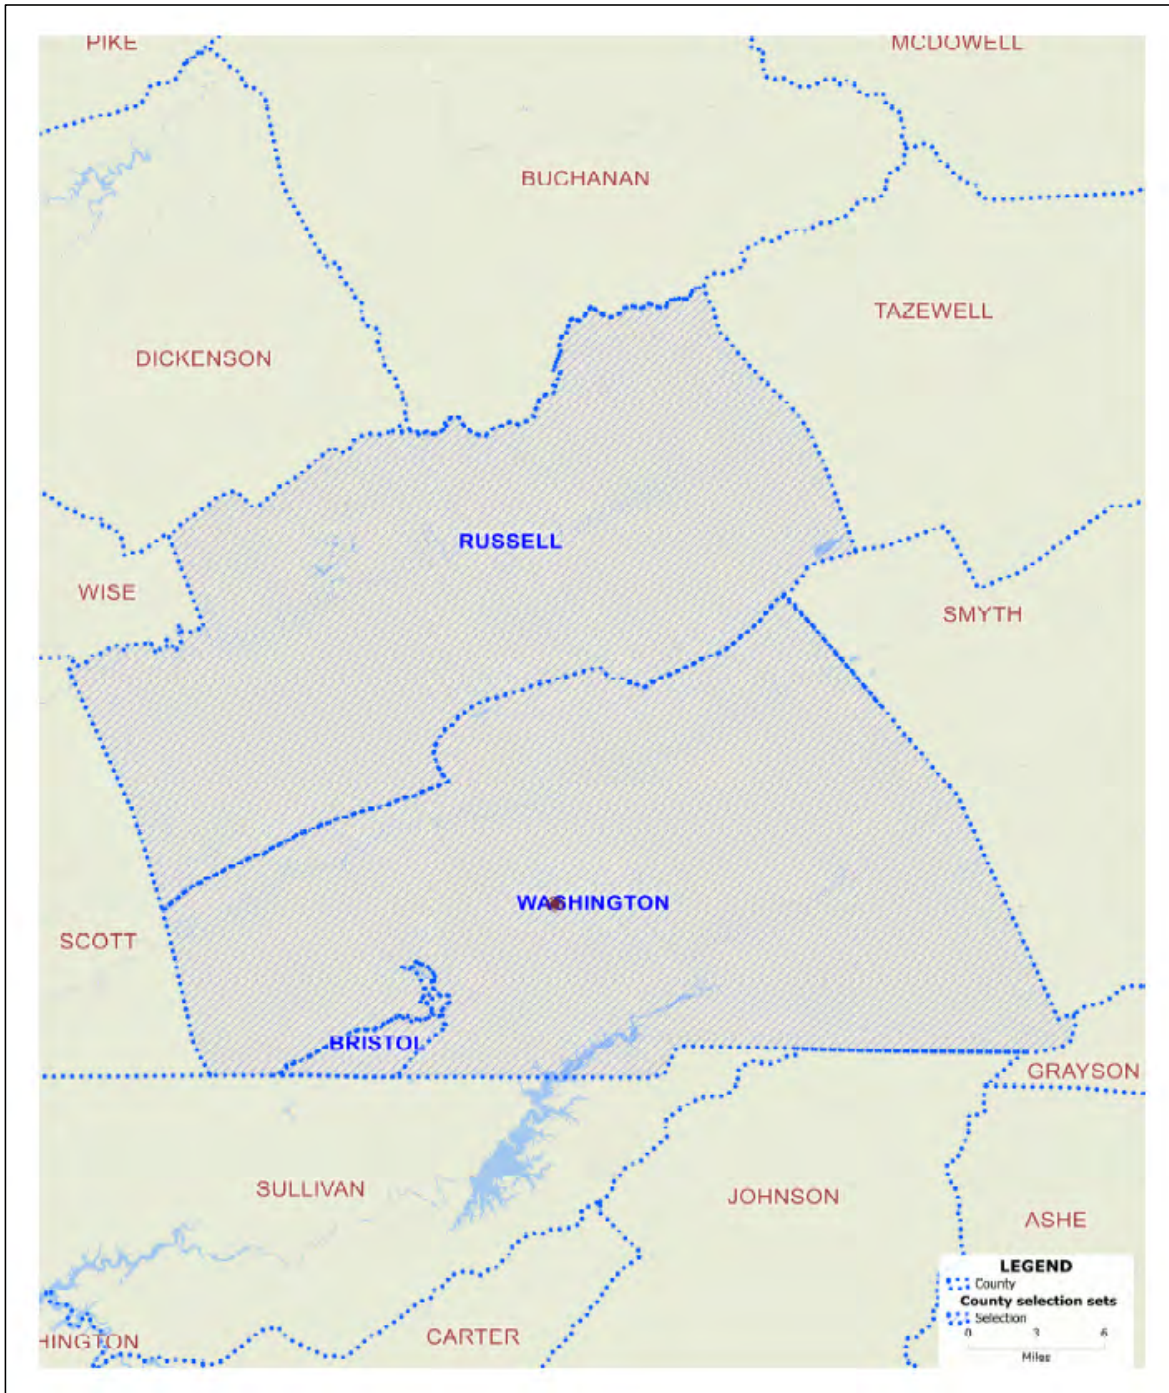 PIKE
MCDOWELL
BUCHANAN
TAZEWELL
DICKENSON
RUSSELL
WISE
SMYTH
WASHINGTON
SCOTT
BRISTOL
GRAYSON
SULLIVAN
JOHNSON
ASHE
HINGTON
CARTER
LEGEND
County
County selection sets
Selection
0 3 6
Miles